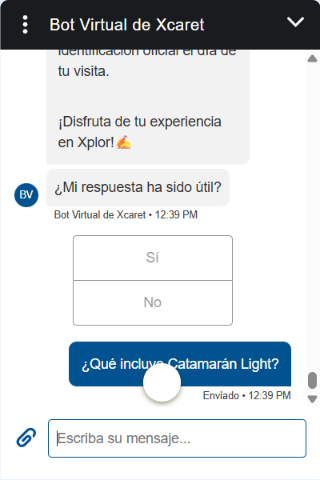 Bot Virtual de Xcaret
identificación oficial el día de
tu visita.
¡Disfruta de tu experiencia
en Xplor!✍️
¿Mi respuesta ha sido útil?
BV
Bot Virtual de Xcaret • 12:39 PM
Sí
No
¿Qué incluye Catamarán Light?
Enviado • 12:39 PM
Escriba su mensaje...